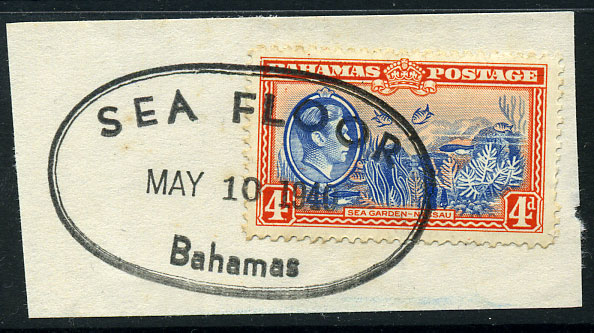 BAHAMAS POSTAGE
SEA FLOOR
MAY 10
Bahamas
4d SEA GARDEN-NASSAU 4d